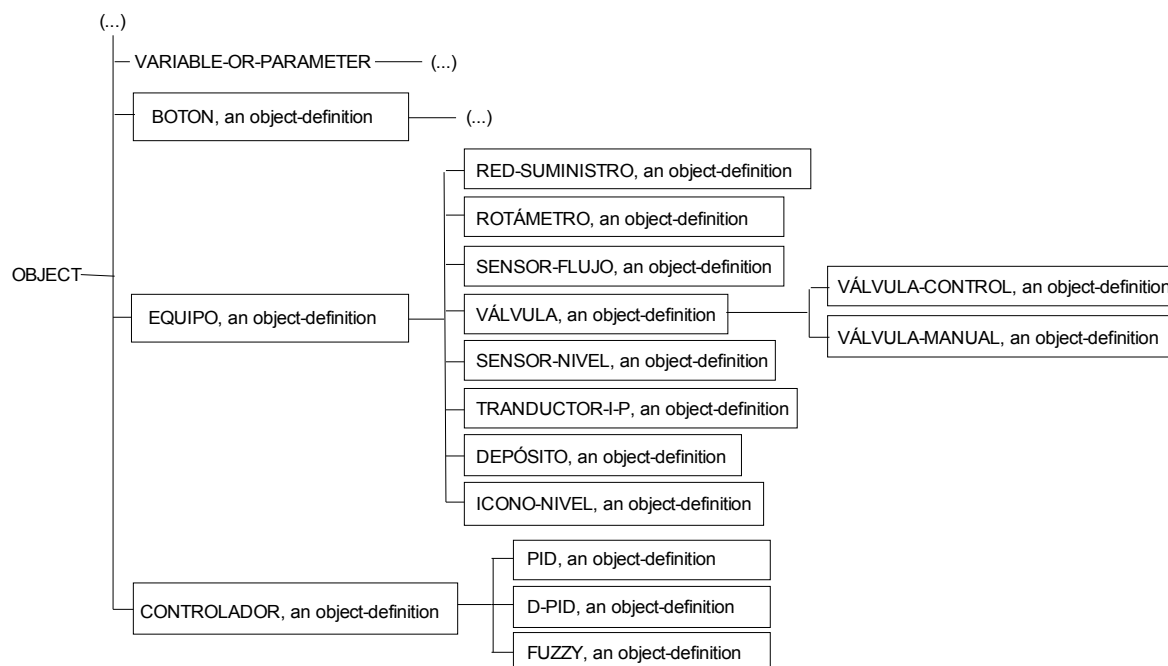 (...)
VARIABLE-OR-PARAMETER
(...)
BOTON, an object-definition
(...)
RED-SUMINISTRO, an object-definition
ROTÁMETRO, an object-definition
SENSOR-FLUJO, an object-definition
OBJECT
VÁLVULA-CONTROL, an object-definition
EQUIPO, an object-definition
VÁLVULA, an object-definition
VÁLVULA-MANUAL, an object-definition
SENSOR-NIVEL, an object-definition
TRANDUCTOR-I-P, an object-definition
DEPÓSITO, an object-definition
ICONO-NIVEL, an object-definition
PID, an object-definition
CONTROLADOR, an object-definition
D-PID, an object-definition
FUZZY, an object-definition